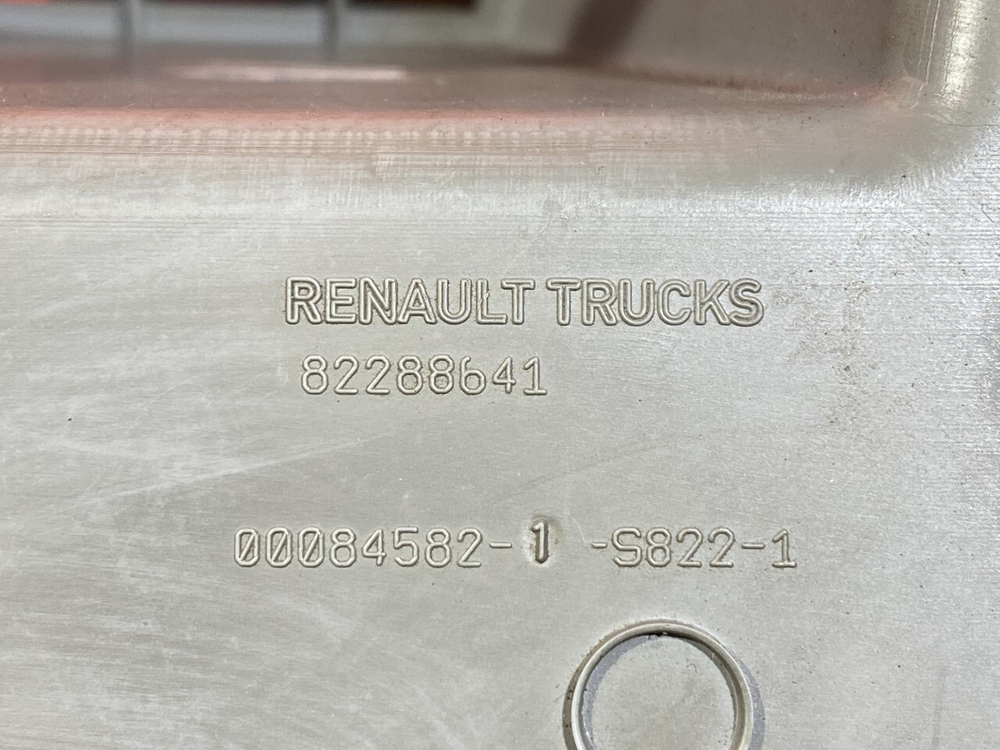 RENAULT TRUCKS
82288641
00084582-1 -S822-1